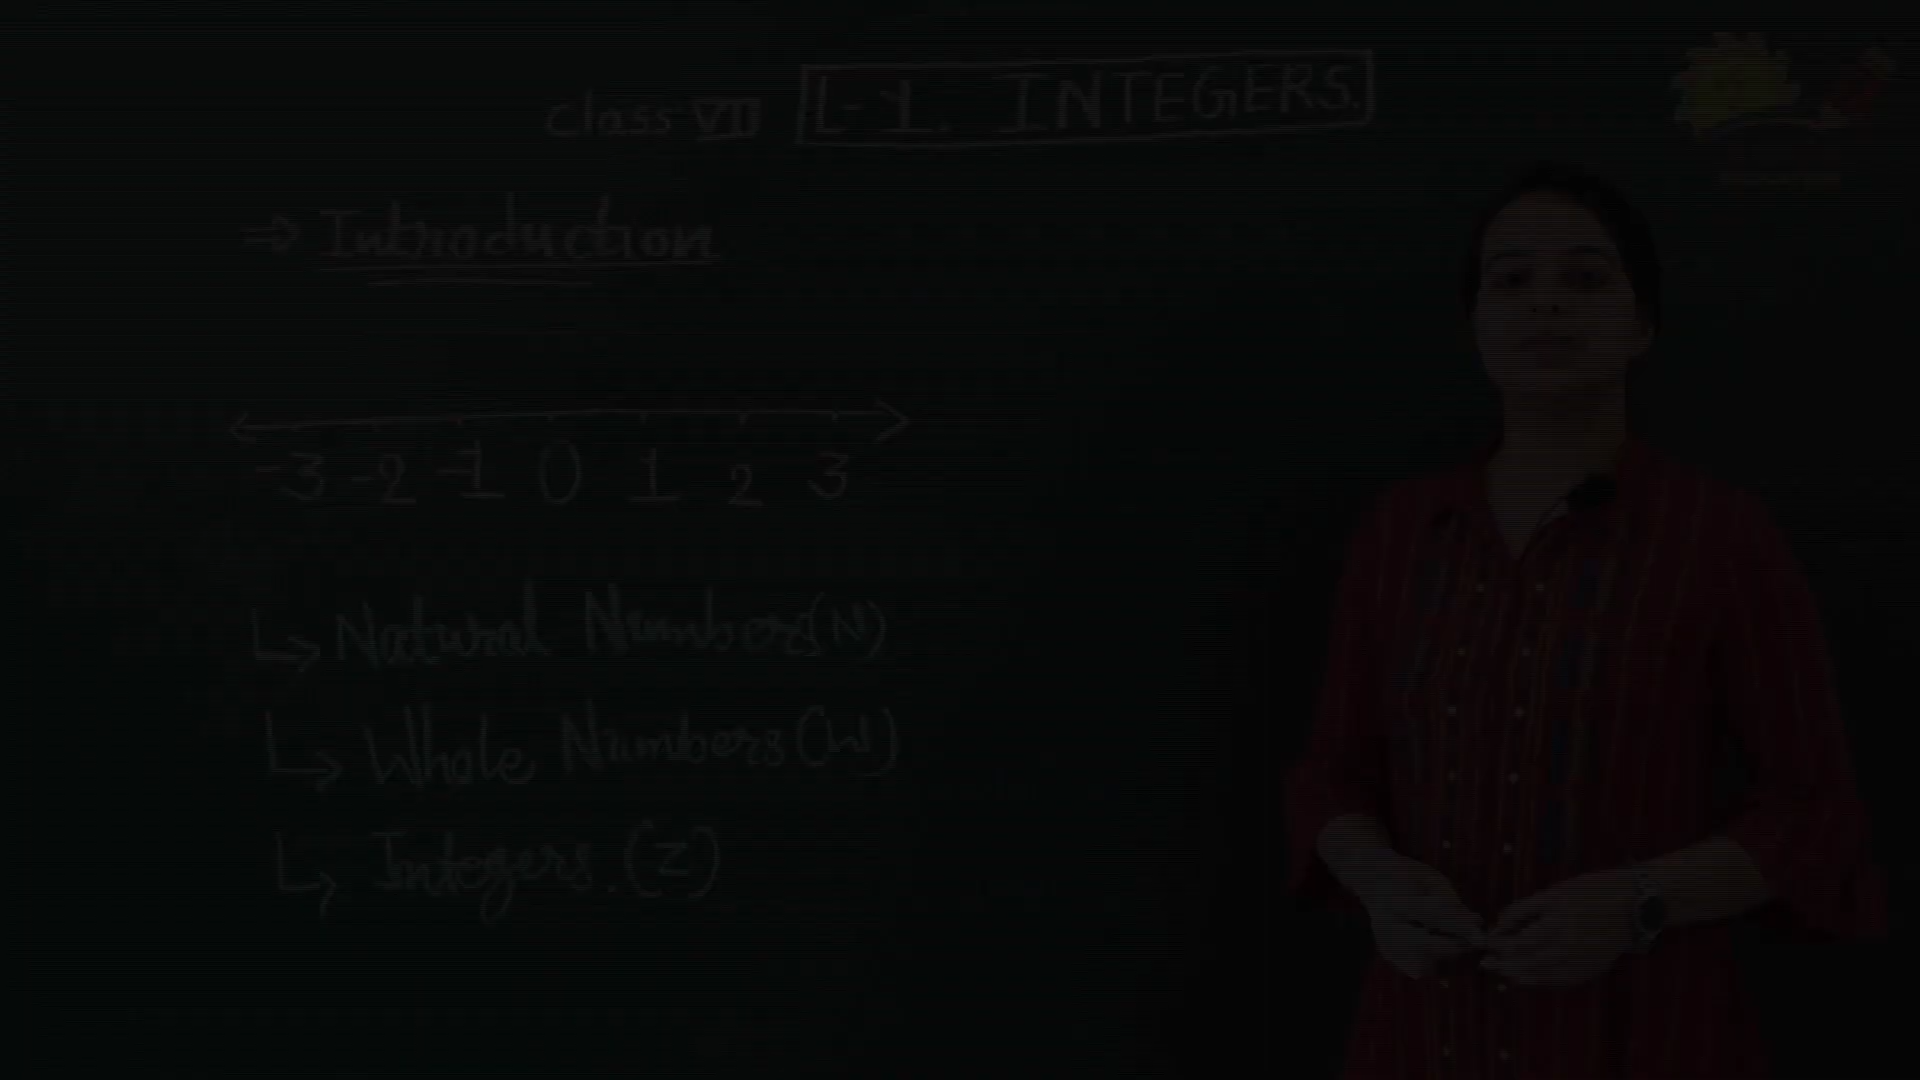 class VII L-1. INTEGERS.
⇒ Introduction
-3 -2 -1 0 1 2 3
↳ Natural Numbers(N)
↳ Whole Numbers(W)
↳ Integers.(Z)